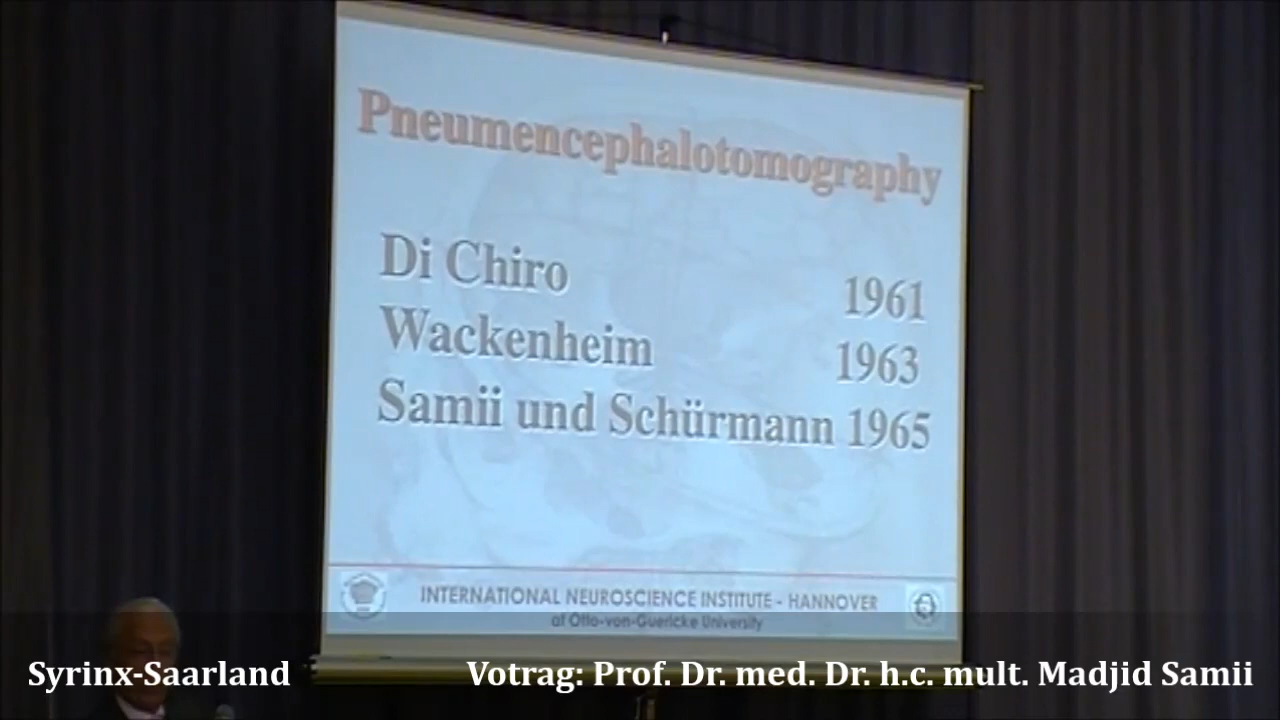 Pneumencephalotomography
Di Chiro 1961
Wackenheim 1963
Samii und Schürmann 1965
INTERNATIONAL NEUROSCIENCE INSTITUTE - HANNOVER
at Otto-von-Guericke University
Syrinx-Saarland
Votrag: Prof. Dr. med. Dr. h.c. mult. Madjid Samii